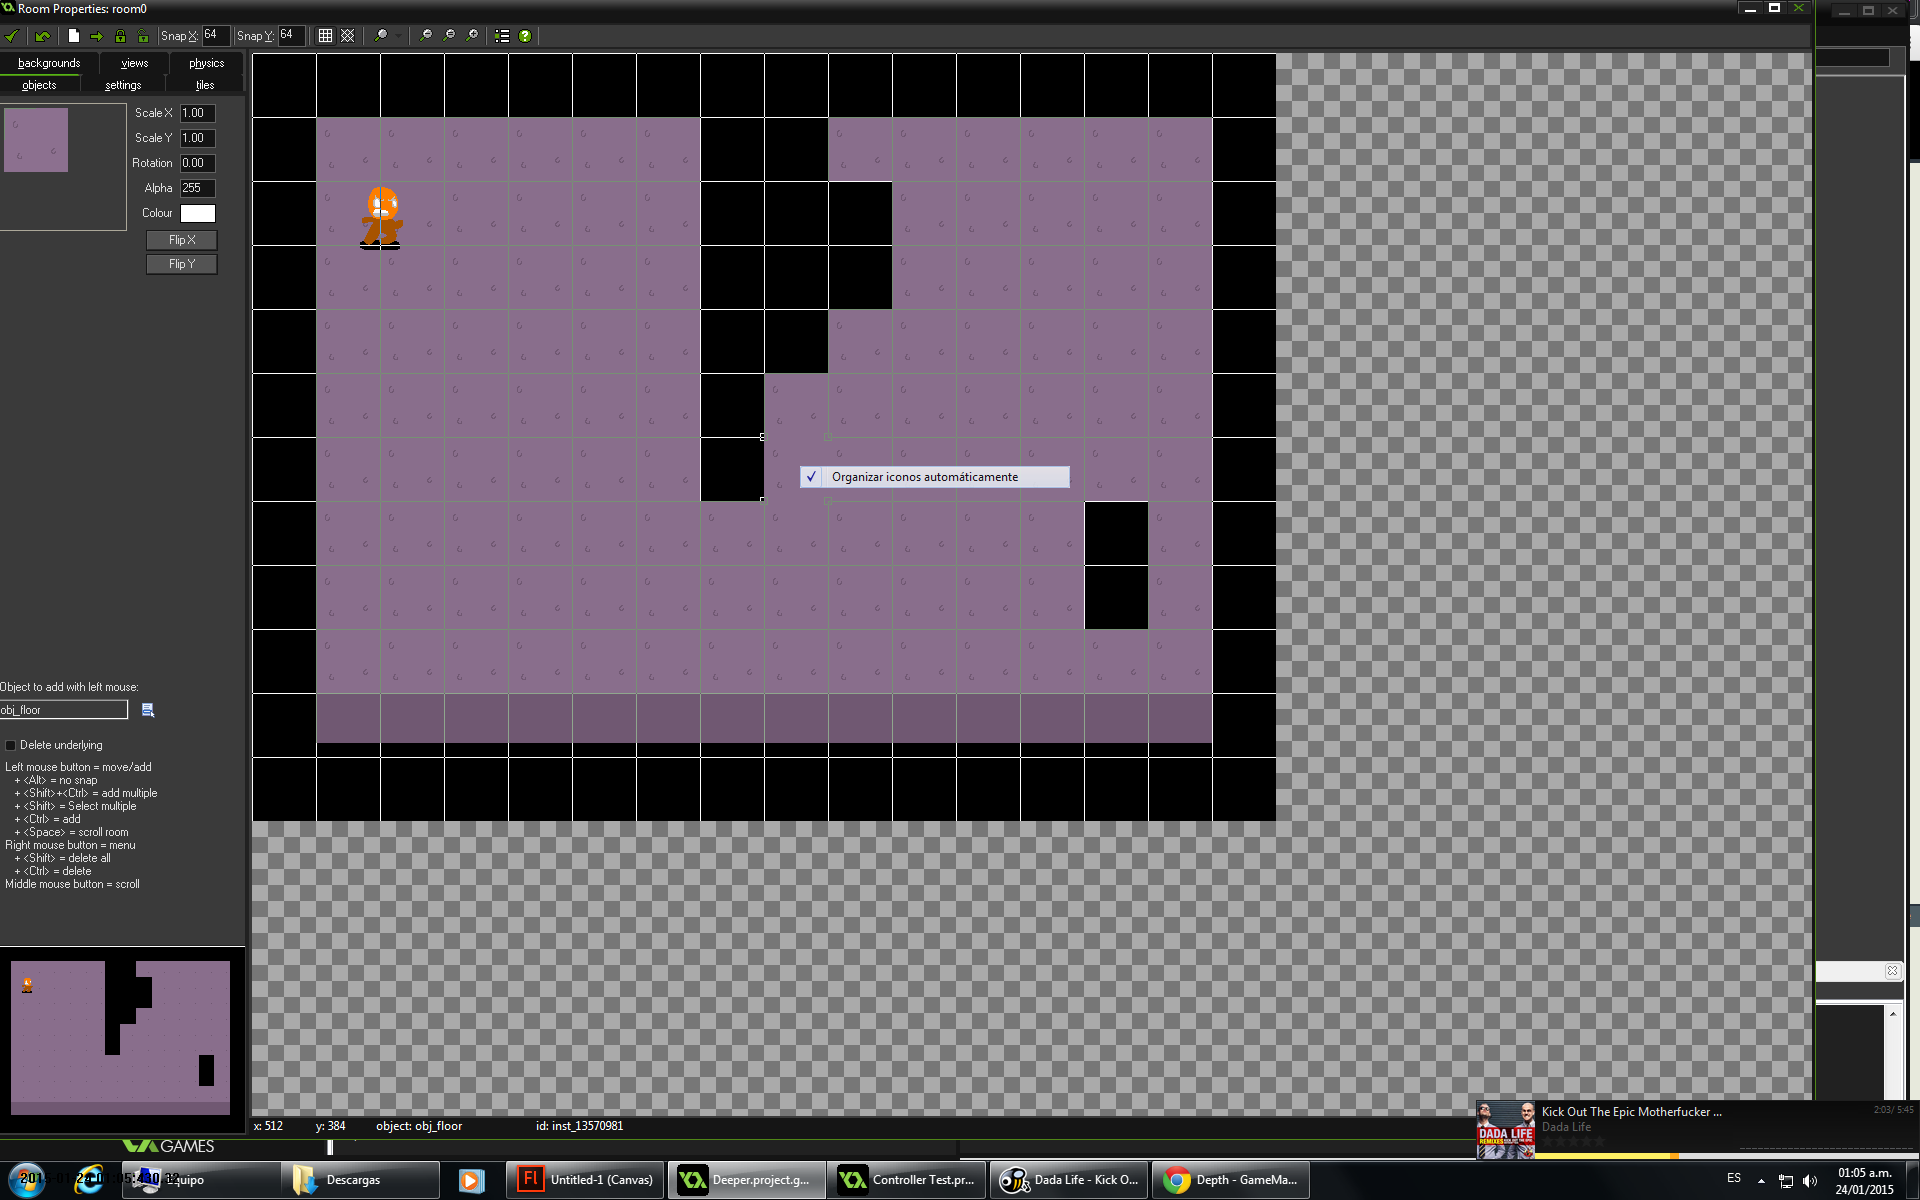 Room Properties: room0
Snap X: 64 Snap Y: 64
backgrounds views physics
objects settings tiles
Scale X 1.00
Scale Y 1.00
Rotation 0.00
Alpha 255
Colour
Flip X
Flip Y
Organizar iconos automáticamente
Object to add with left mouse:
obj_floor
Delete underlying
Left mouse button = move/add
+ <Alt> = no snap
+ <Shift>+<Ctrl> = add multiple
+ <Shift> = Select multiple
+ <Ctrl> = add
+ <Space> = scroll room
Right mouse button = menu
+ <Shift> = delete all
+ <Ctrl> = delete
Middle mouse button = scroll
x: 512 y: 384 object: obj_floor id: inst_13570981
Kick Out The Epic Motherfucker ...
2:03/ 5:45
Dada Life
DADA LIFE
GAMES
Equipo
Descargas
Untitled-1 (Canvas)
Deeper.project.g...
Controller Test.pr...
Dada Life - Kick O...
Depth - GameMa...
ES
01:05 a.m.
24/01/2015